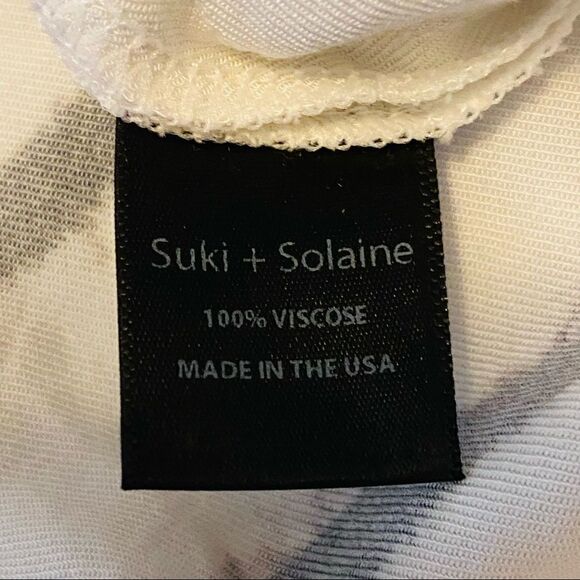 Suki + Solaine
100% VISCOSE
MADE IN THE USA